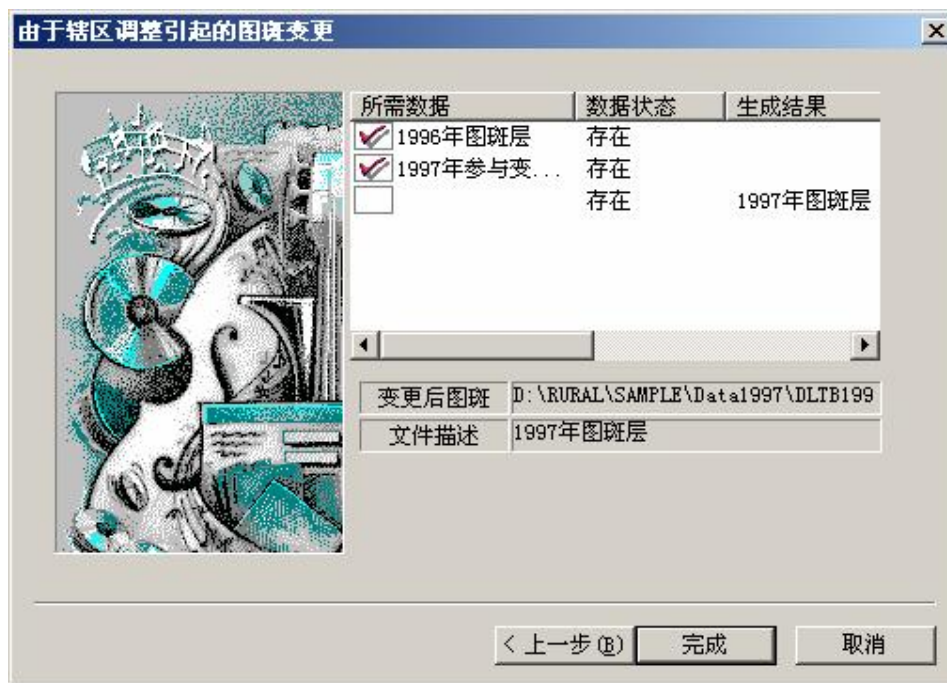 由于辖区调整引起的图斑变更
所需数据 数据状态 生成结果
1996年图斑层 存在
1997年参与变... 存在
存在 1997年图斑层
变更后图斑 D:\RURAL\SAMPLE\Data1997\DLTB199
文件描述 1997年图斑层
< 上一步(B) 完成 取消